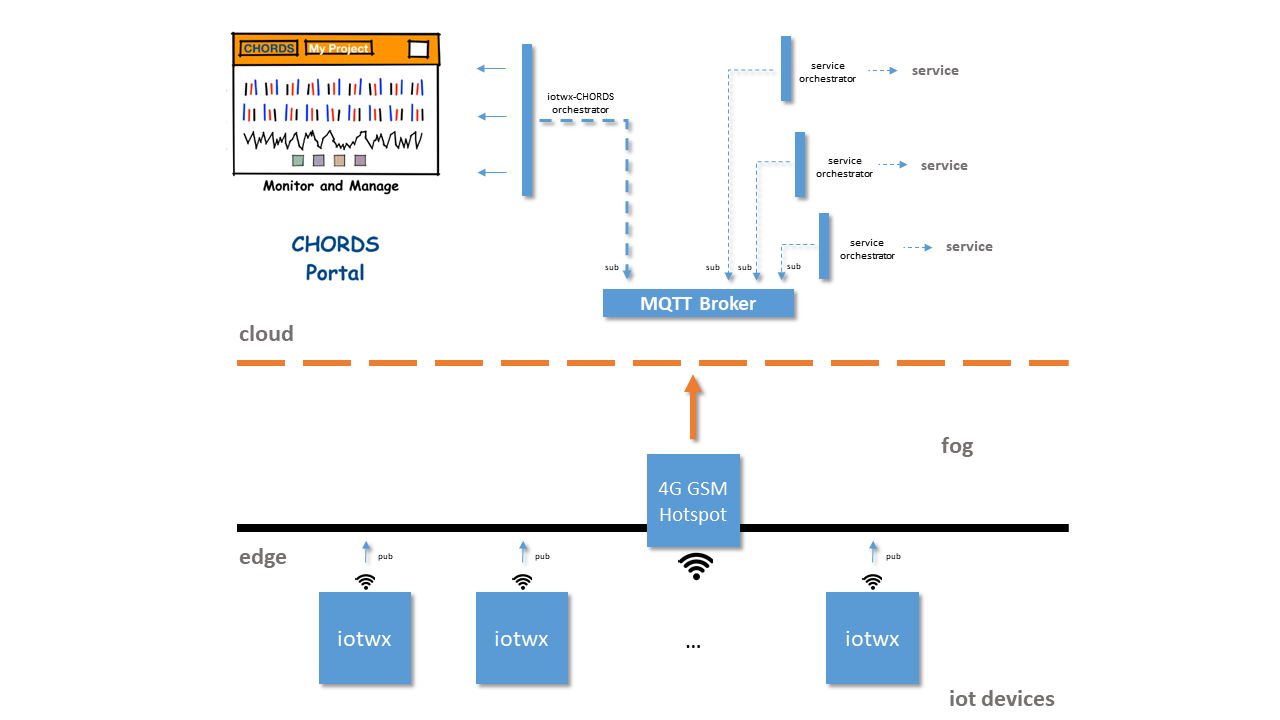 CHORDS
My Project
Monitor and Manage
CHORDS
Portal
iotwx-CHORDS
orchestrator
service
orchestrator
service
service
orchestrator
service
service
orchestrator
service
sub
sub
sub
sub
MQTT Broker
cloud
fog
4G GSM
Hotspot
edge
pub
pub
pub
iotwx
iotwx
...
iotwx
iot devices